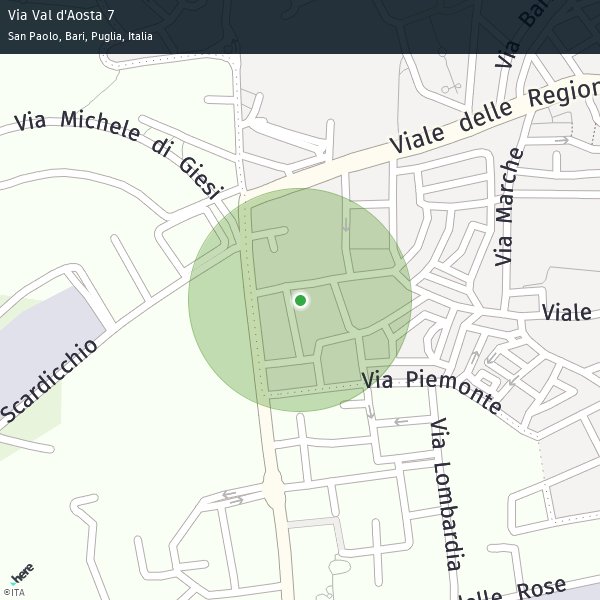 Via Val d'Aosta 7
San Paolo, Bari, Puglia, Italia
Via Bar
Via Michele di Giesi
Viale delle Region
Via Marche
Viale
Scardicchio
Via Piemonte
Via Lombardia
delle Rose
here
©ITA